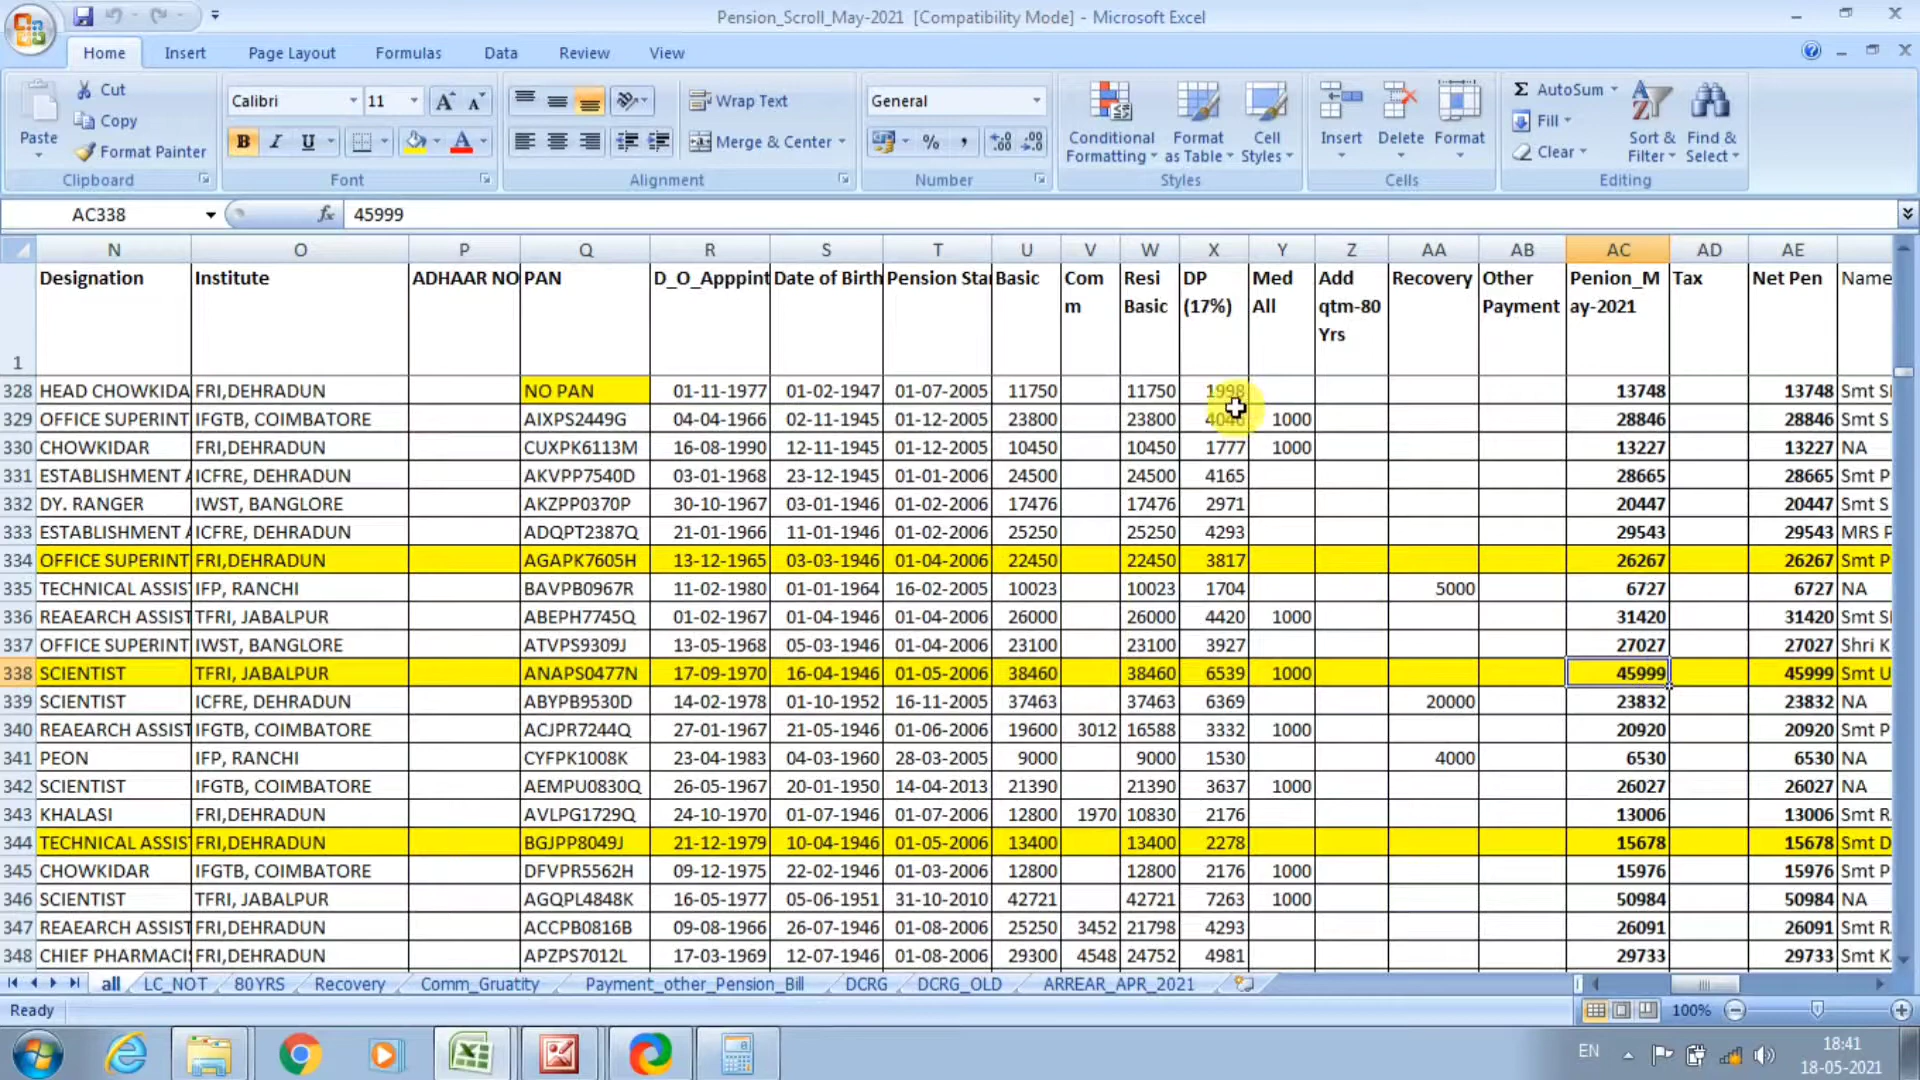 Pension_Scroll_May-2021 [Compatibility Mode] - Microsoft Excel
Home Insert Page Layout Formulas Data Review View
Paste Cut Copy Format Painter Clipboard
Calibri 11 A A B I U A Font
Wrap Text Merge & Center Alignment
General % , Number
Conditional Formatting Format as Table Cell Styles Styles
Insert Delete Format Cells
Σ AutoSum Fill Clear Sort & Filter Find & Select Editing
AC338 fx 45999
N O P Q R S T U V W X Y Z AA AB AC AD AE
1 Designation Institute ADHAAR NO PAN D_O_Apppint Date of Birth Pension Star Basic Com m Resi Basic DP (17%) Med All Add qtm-80 Yrs Recovery Other Payment Penion_M ay-2021 Tax Net Pen Name
328 HEAD CHOWKIDA FRI,DEHRADUN NO PAN 01-11-1977 01-02-1947 01-07-2005 11750 11750 1998 13748 13748 Smt S
329 OFFICE SUPERINT IFGTB, COIMBATORE AIXPS2449G 04-04-1966 02-11-1945 01-12-2005 23800 23800 4046 1000 28846 28846 Smt S
330 CHOWKIDAR FRI,DEHRADUN CUXPK6113M 16-08-1990 12-11-1945 01-12-2005 10450 10450 1777 1000 13227 13227 NA
331 ESTABLISHMENT A ICFRE, DEHRADUN AKVPP7540D 03-01-1968 23-12-1945 01-01-2006 24500 24500 4165 28665 28665 Smt P
332 DY. RANGER IWST, BANGLORE AKZPP0370P 30-10-1967 03-01-1946 01-02-2006 17476 17476 2971 20447 20447 Smt S
333 ESTABLISHMENT A ICFRE, DEHRADUN ADQPT2387Q 21-01-1966 11-01-1946 01-02-2006 25250 25250 4293 29543 29543 MRS P
334 OFFICE SUPERINT FRI,DEHRADUN AGAPK7605H 13-12-1965 03-03-1946 01-04-2006 22450 22450 3817 26267 26267 Smt P
335 TECHNICAL ASSIS IFP, RANCHI BAVPB0967R 11-02-1980 01-01-1964 16-02-2005 10023 10023 1704 5000 6727 6727 NA
336 REAEARCH ASSIST TFRI, JABALPUR ABEPH7745Q 01-02-1967 01-04-1946 01-04-2006 26000 26000 4420 1000 31420 31420 Smt S
337 OFFICE SUPERINT IWST, BANGLORE ATVPS9309J 13-05-1968 05-03-1946 01-04-2006 23100 23100 3927 27027 27027 Shri K
338 SCIENTIST TFRI, JABALPUR ANAPS0477N 17-09-1970 16-04-1946 01-05-2006 38460 38460 6539 1000 45999 45999 Smt U
339 SCIENTIST ICFRE, DEHRADUN ABYPB9530D 14-02-1978 01-10-1952 16-11-2005 37463 37463 6369 20000 23832 23832 NA
340 REAEARCH ASSIST IFGTB, COIMBATORE ACJPR7244Q 27-01-1967 21-05-1946 01-06-2006 19600 3012 16588 3332 1000 20920 20920 Smt P
341 PEON IFP, RANCHI CYFPK1008K 23-04-1983 04-03-1960 28-03-2005 9000 9000 1530 4000 6530 6530 NA
342 SCIENTIST IFGTB, COIMBATORE AEMPU0830Q 26-05-1967 20-01-1950 14-04-2013 21390 21390 3637 1000 26027 26027 NA
343 KHALASI FRI,DEHRADUN AVLPG1729Q 24-10-1970 01-07-1946 01-07-2006 12800 1970 10830 2176 13006 13006 Smt R
344 TECHNICAL ASSIS FRI,DEHRADUN BGJPP8049J 21-12-1979 10-04-1946 01-05-2006 13400 13400 2278 15678 15678 Smt D
345 CHOWKIDAR IFGTB, COIMBATORE DFVPR5562H 09-12-1975 22-02-1946 01-03-2006 12800 12800 2176 1000 15976 15976 Smt P
346 SCIENTIST TFRI, JABALPUR AGQPL4848K 16-05-1977 05-06-1951 31-10-2010 42721 42721 7263 1000 50984 50984 NA
347 REAEARCH ASSIST FRI,DEHRADUN ACCPB0816B 09-08-1966 26-07-1946 01-08-2006 25250 3452 21798 4293 26091 26091 Smt R
348 CHIEF PHARMACI FRI,DEHRADUN APZPS7012L 17-03-1969 12-07-1946 01-08-2006 29300 4548 24752 4981 29733 29733 Smt K
all LC_NOT 80YRS Recovery Comm_Gruatity Payment_other_Pension_Bill DCRG DCRG_OLD ARREAR_APR_2021
Ready 100%
EN 18:41
18-05-2021